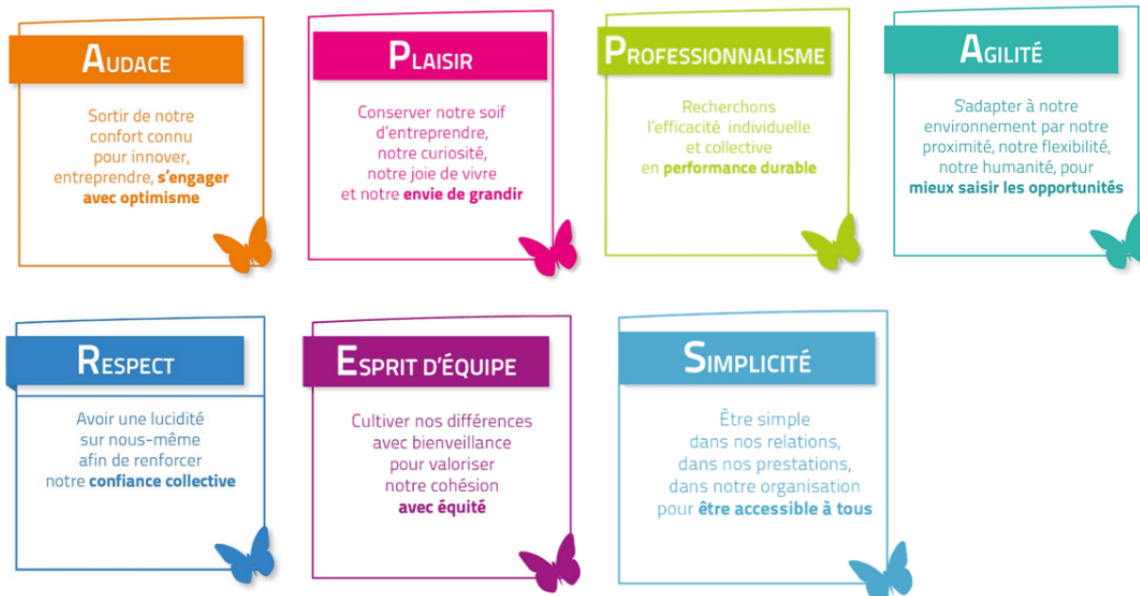 AUDACE
Sortir de notre
confort connu
pour innover,
entreprendre, s'engager
avec optimisme
PLAISIR
Conserver notre soif
d'entreprendre,
notre curiosité,
notre joie de vivre
et notre envie de grandir
PROFESSIONNALISME
Recherchons
l'efficacité individuelle
et collective
en performance durable
AGILITÉ
S'adapter à notre
environnement par notre
proximité, notre flexibilité,
notre humanité, pour
mieux saisir les opportunités
RESPECT
Avoir une lucidité
sur nous-même
afin de renforcer
notre confiance collective
ESPRIT D'ÉQUIPE
Cultiver nos différences
avec bienveillance
pour valoriser
notre cohésion
avec équité
SIMPLICITÉ
Être simple
dans nos relations,
dans nos prestations,
dans notre organisation
pour être accessible à tous